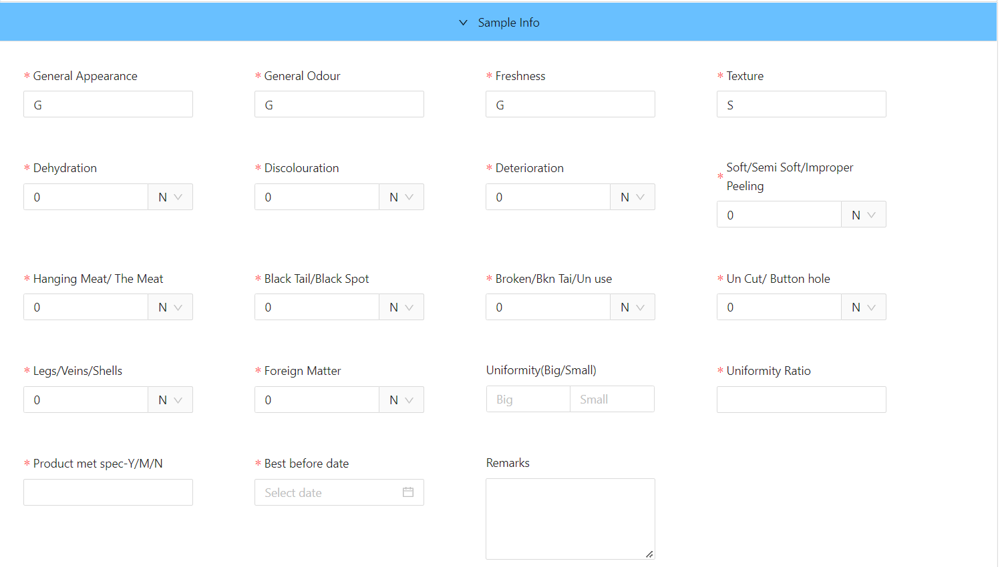 Sample Info
* General Appearance
* General Odour
* Freshness
* Texture
G
G
G
S
* Dehydration
* Discolouration
* Deterioration
* Soft/Semi Soft/Improper
Peeling
0 N
0 N
0 N
0 N
* Hanging Meat/ The Meat
* Black Tail/Black Spot
* Broken/Bkn Tai/Un use
* Un Cut/ Button hole
0 N
0 N
0 N
0 N
* Legs/Veins/Shells
* Foreign Matter
Uniformity(Big/Small)
* Uniformity Ratio
0 N
0 N
Big
Small
* Product met spec-Y/M/N
* Best before date
Remarks
Select date